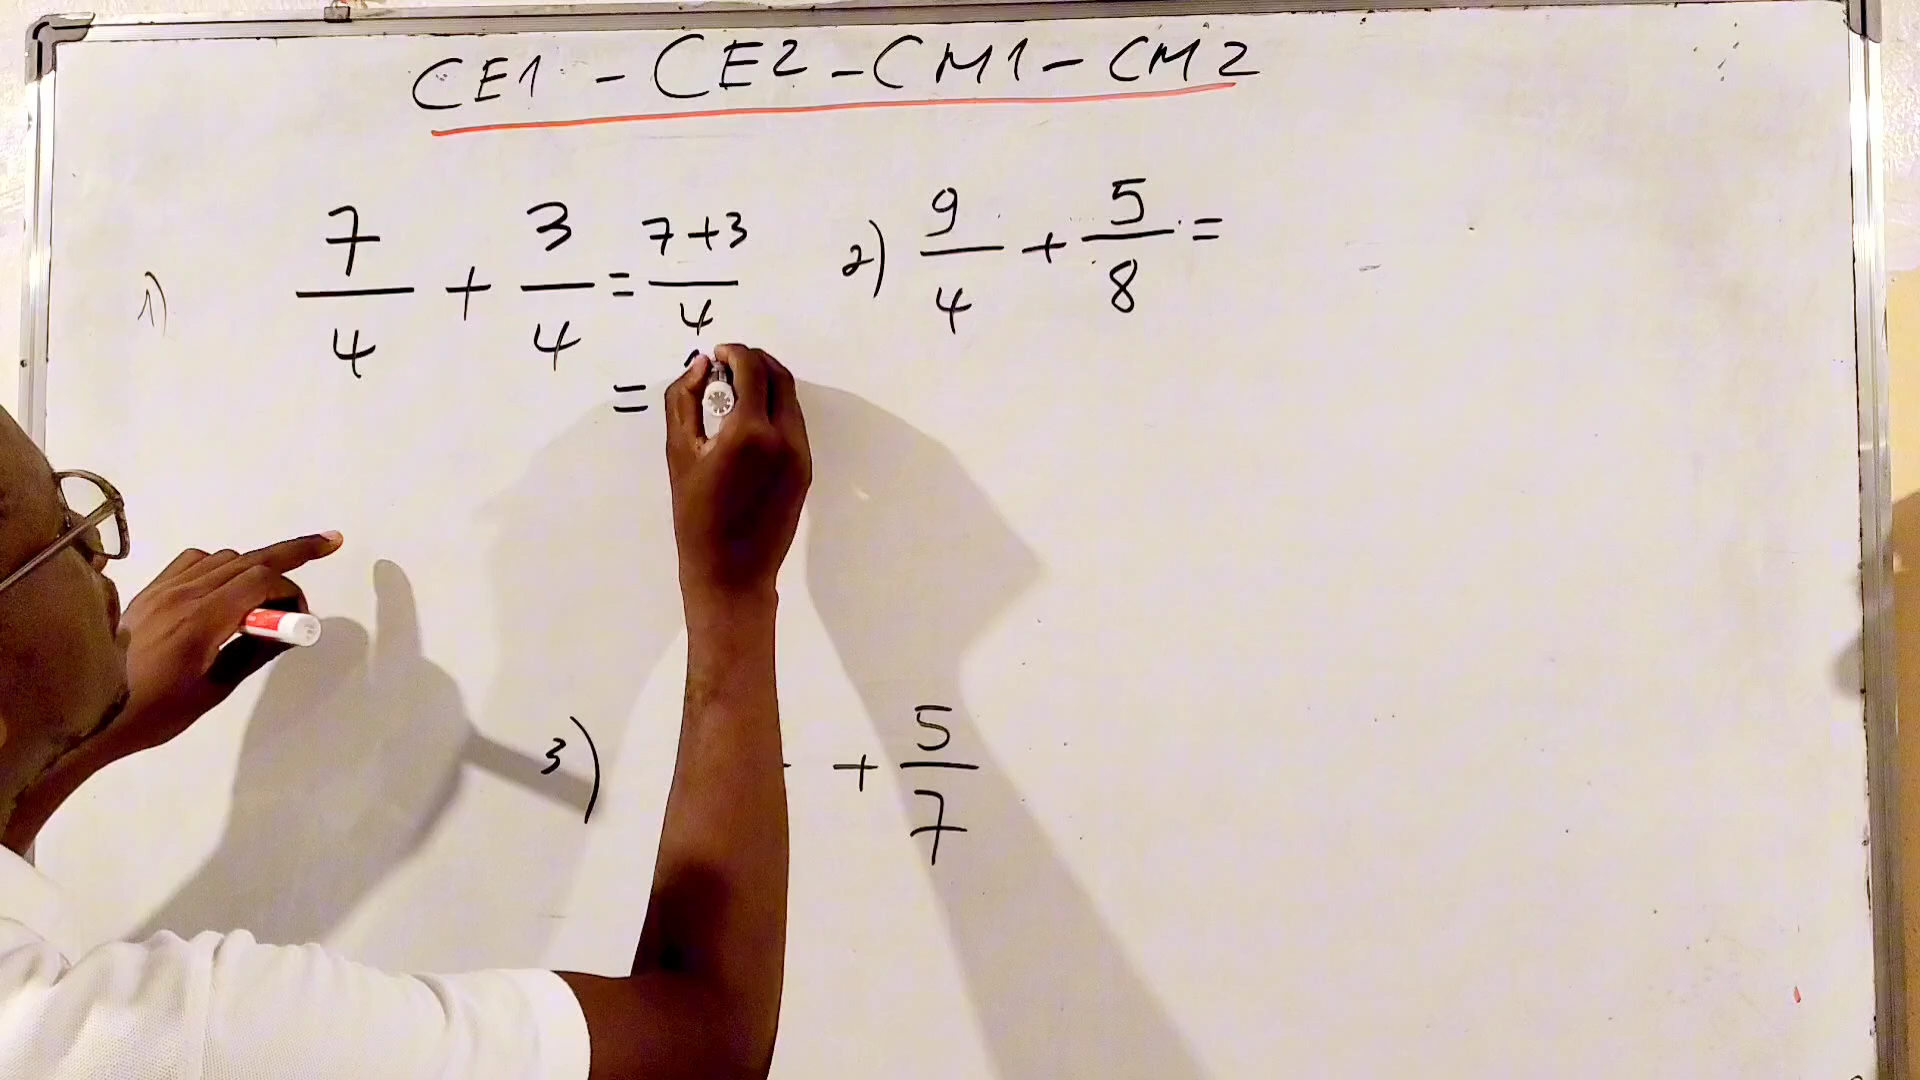 CE1 - CE2 - CM1 - CM2
1) 7/4 + 3/4 = 7+3/4
=
2) 9/4 + 5/8 =
3) + 5/7